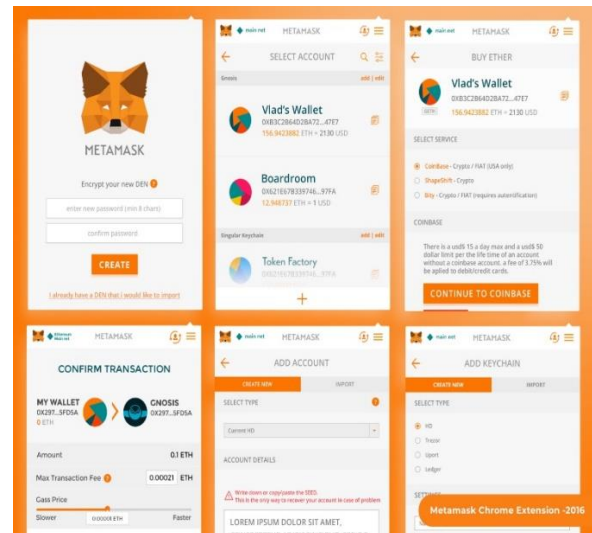 METAMASK
Encrypt your new DEN ?
enter new password (min 8 chars)
confirm password
CREATE
I already have a DEN that i would like to import
main net METAMASK
SELECT ACCOUNT
Gnosis add | edit
Vlad's Wallet
0XB3C2B64D2BA72...47E7
156.9423882 ETH = 2130 USD
Boardroom
0X621E67B339746...97FA
12.948737 ETH = 1 USD
Singular Keychain add | edit
Token Factory
0X621E67B339746...97FA
+
main net METAMASK
BUY ETHER
Vlad's Wallet
0XB3C2B64D2BA72...47E7
156.9423882 ETH = 2130 USD
SELECT SERVICE
CoinBase - Crypto / FIAT (USA only)
ShapeShift - Crypto
Bity - Crypto / FIAT (requires
COINBASE
There is a usd$ 15 a day max and a usd$ 50
dollar limit per the life time of an account
without a coinbase account. a fee of 3.75% will
be aplied to debit/credit cards.
CONTINUE TO COINBASE
Ethereum
Main net
METAMASK
CONFIRM TRANSACTION
MY WALLET
0X297...5FD5A
0 ETH
GNOSIS
0X297...5FD5A
Amount 0.1 ETH
Max Transaction Fee ? 0.00021 ETH
Gass Price
Slower ETH Faster
main net METAMASK
ADD ACCOUNT
CREATE NEW IMPORT
SELECT TYPE ?
Current HD
ACCOUNT DETAILS
Write down or copy/paste the SEED.
This is the only way to recover your account in case of problem
LOREM IPSUM DOLOR SIT AMET,
main net METAMASK
ADD KEYCHAIN
CREATE NEW IMPORT
SELECT TYPE
HD
Trezor
Uport
Ledger
Metamask Chrome Extension -2016